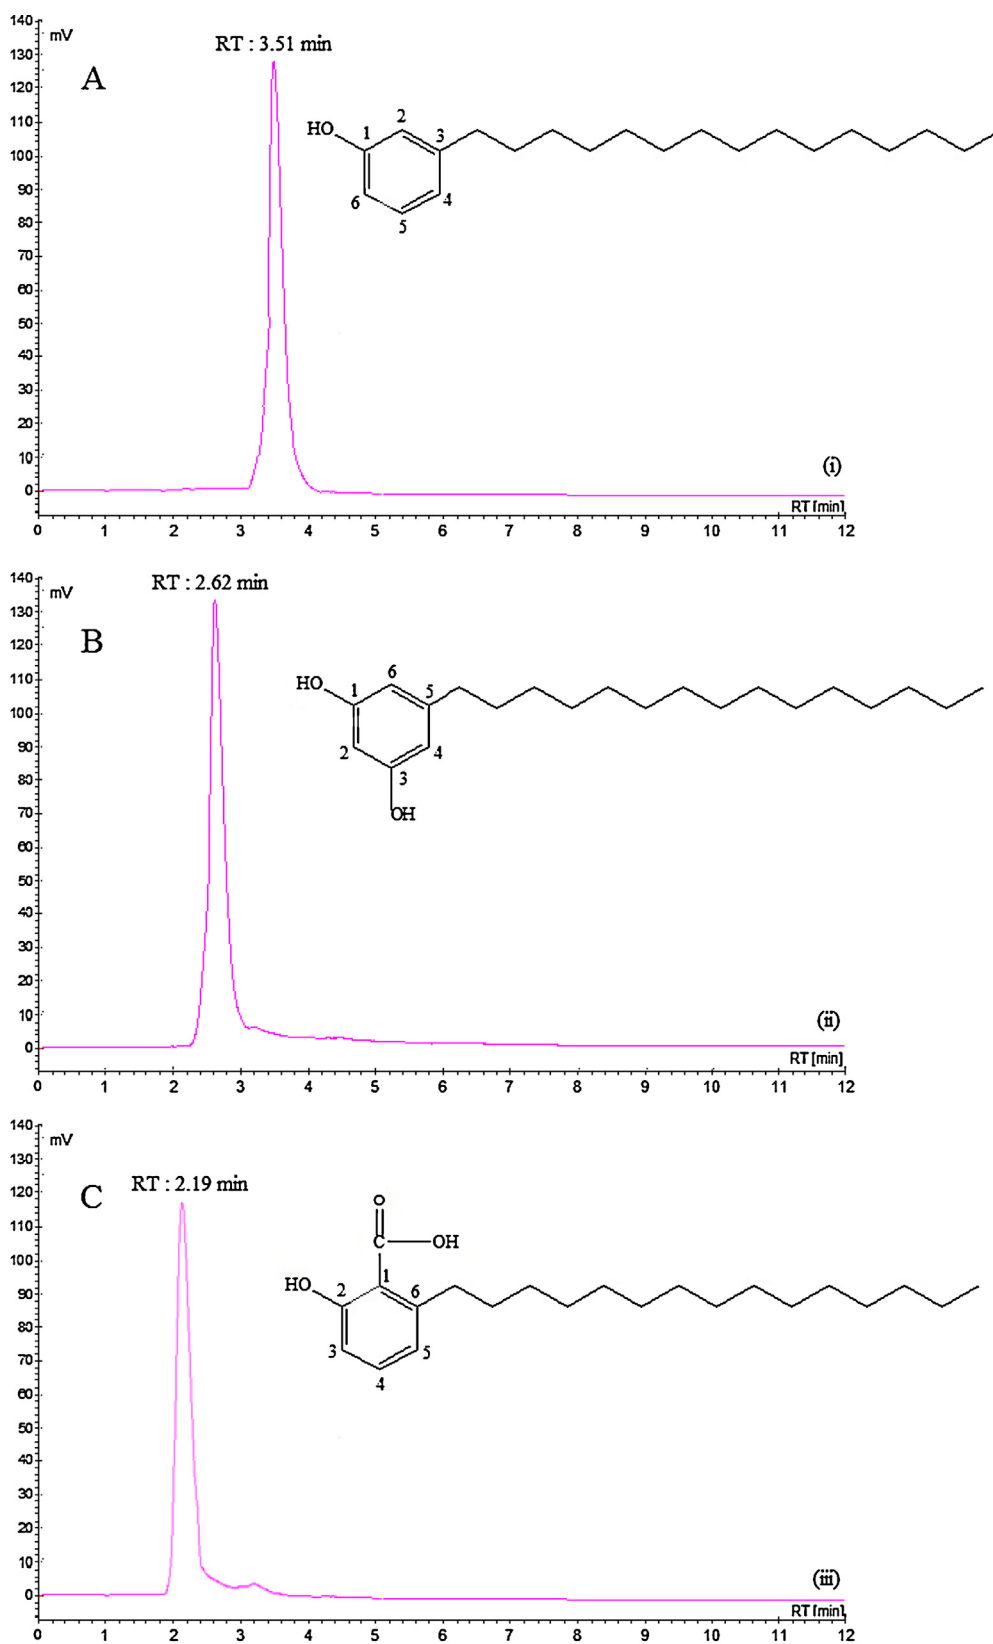 140
mV
RT : 3.51 min
130
A
120
110
HO
1
2
3
100
90
6
4
5
80
70
60
50
40
30
20
10
(i)
0
RT [min]
0 1 2 3 4 5 6 7 8 9 10 11 12
140
mV
RT : 2.62 min
130
B
120
110
HO
1
6
5
100
90
2
4
3
80
70
OH
60
50
40
30
20
10
(ii)
0
RT [min]
0 1 2 3 4 5 6 7 8 9 10 11 12
140
mV
130
RT : 2.19 min
C
120
O
110
C
OH
100
HO
2
1
6
90
80
3
5
70
4
60
50
40
30
20
10
(iii)
0
RT [min]
0 1 2 3 4 5 6 7 8 9 10 11 12